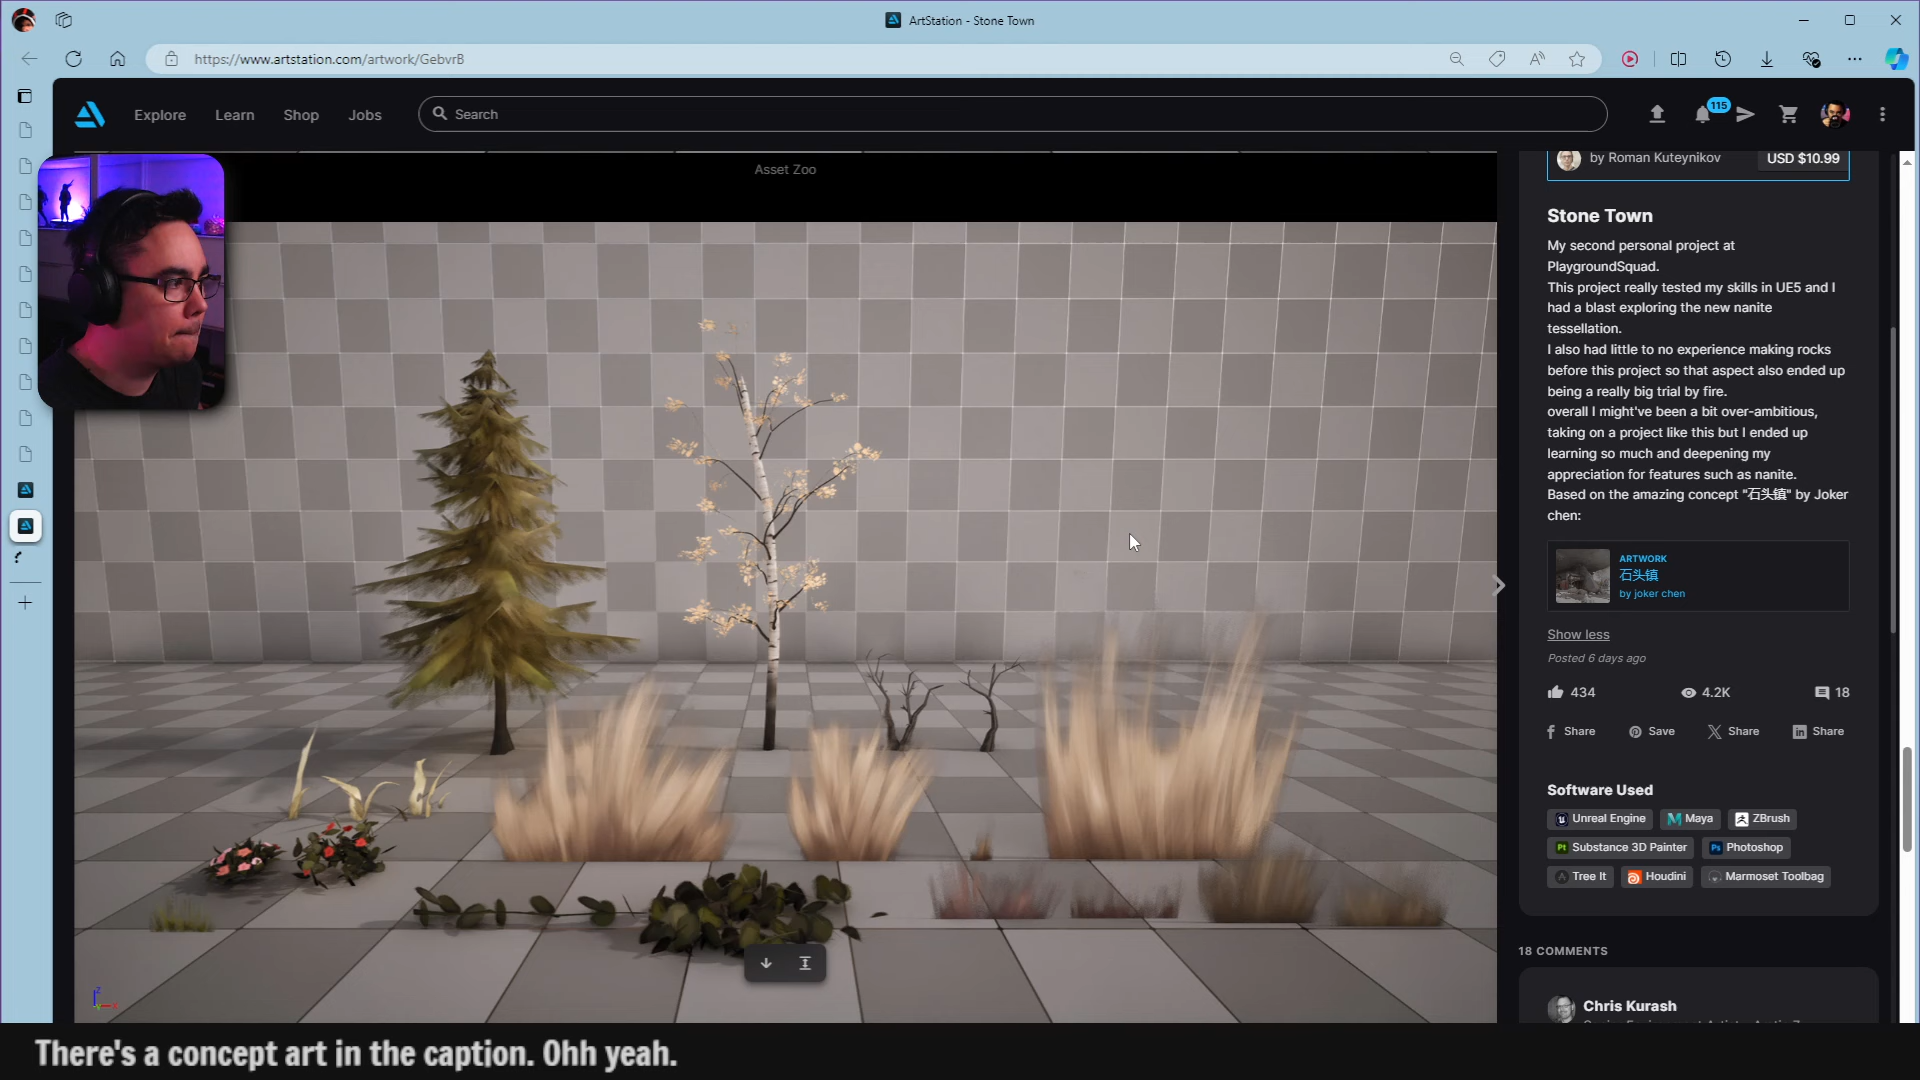 ArtStation - Stone Town
https://www.artstation.com/artwork/GebvrB
Explore
Learn
Shop
Jobs
Search
115
Asset Zoo
by Roman Kuteynikov
USD $10.99
Stone Town
My second personal project at
PlaygroundSquad.
This project really tested my skills in UE5 and I
had a blast exploring the new nanite
tessellation.
I also had little to no experience making rocks
before this project so that aspect also ended up
being a really big trial by fire.
overall I might've been a bit over-ambitious,
taking on a project like this but I ended up
learning so much and deepening my
appreciation for features such as nanite.
Based on the amazing concept "石头镇" by Joker
chen:
ARTWORK
石头镇
by joker chen
Show less
Posted 6 days ago
434
4.2K
18
Share
Save
Share
Share
Software Used
Unreal Engine
Maya
ZBrush
Substance 3D Painter
Photoshop
Tree It
Houdini
Marmoset Toolbag
18 COMMENTS
Chris Kurash
There's a concept art in the caption. Ohh yeah.